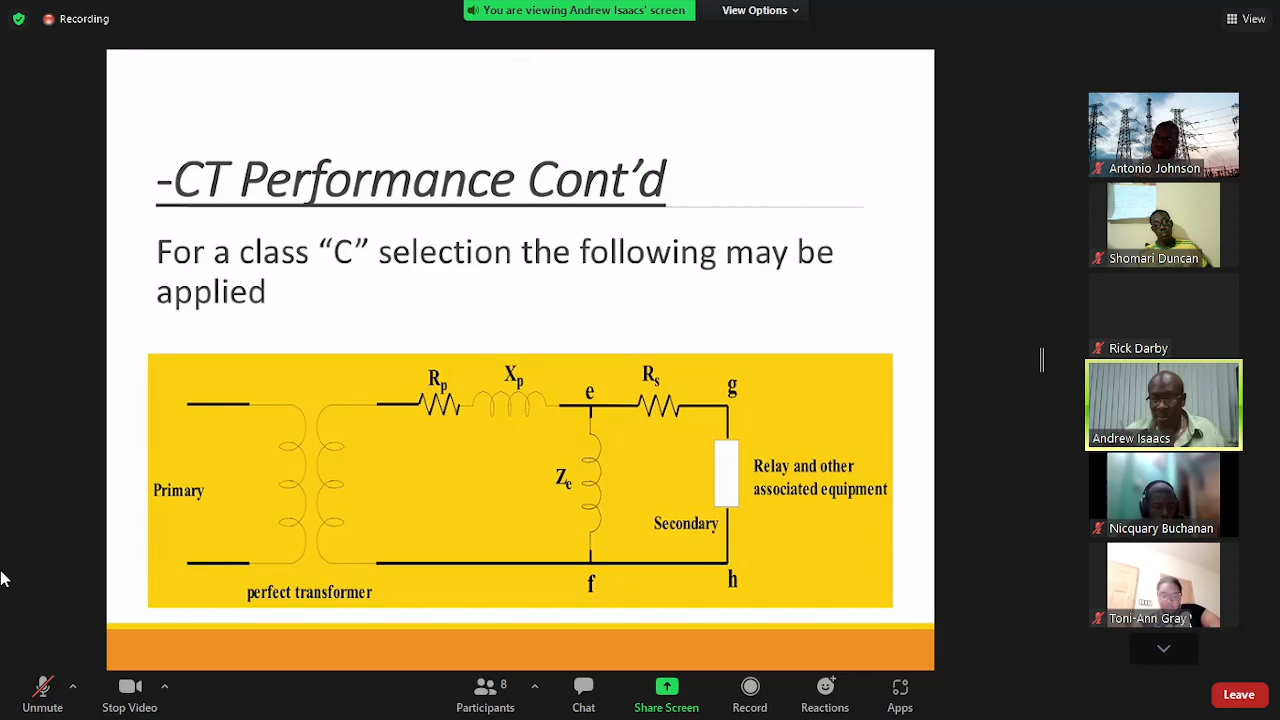 Recording
You are viewing Andrew Isaacs' screen
View Options
View
-CT Performance Cont’d
For a class “C” selection the following may be
applied
Rp
Xp
e
Rs
g
Ze
Primary
Relay and other
associated equipment
Secondary
perfect transformer
f
h
Antonio Johnson
Shomari Duncan
Rick Darby
Andrew Isaacs
Nicquary Buchanan
Toni-Ann Gray
Unmute
Stop Video
8
Participants
Chat
Share Screen
Record
Reactions
Apps
Leave